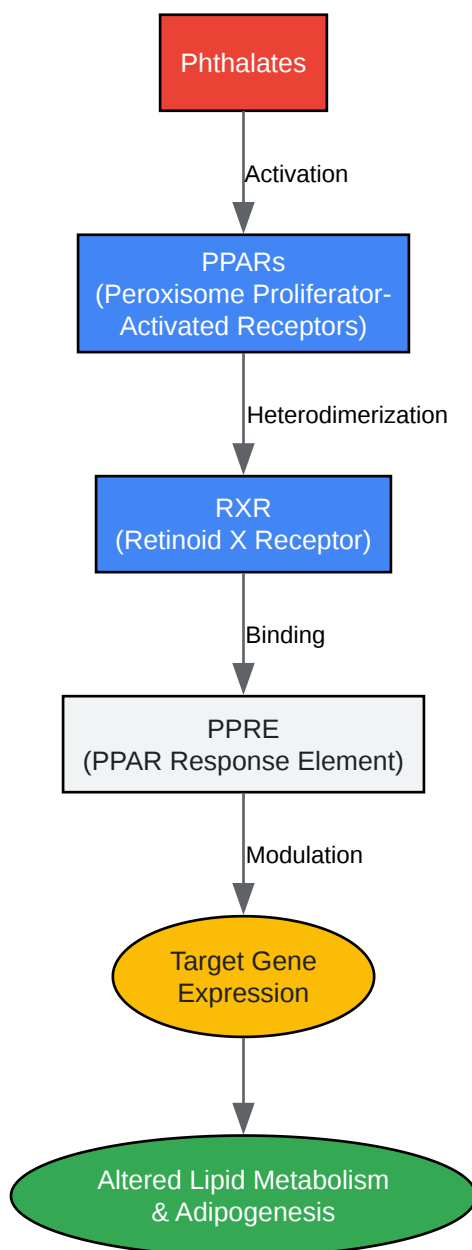 Phthalates
Activation
PPARs
(Peroxisome Proliferator-
Activated Receptors)
Heterodimerization
RXR
(Retinoid X Receptor)
Binding
PPRE
(PPAR Response Element)
Modulation
Target Gene
Expression
Altered Lipid Metabolism
& Adipogenesis